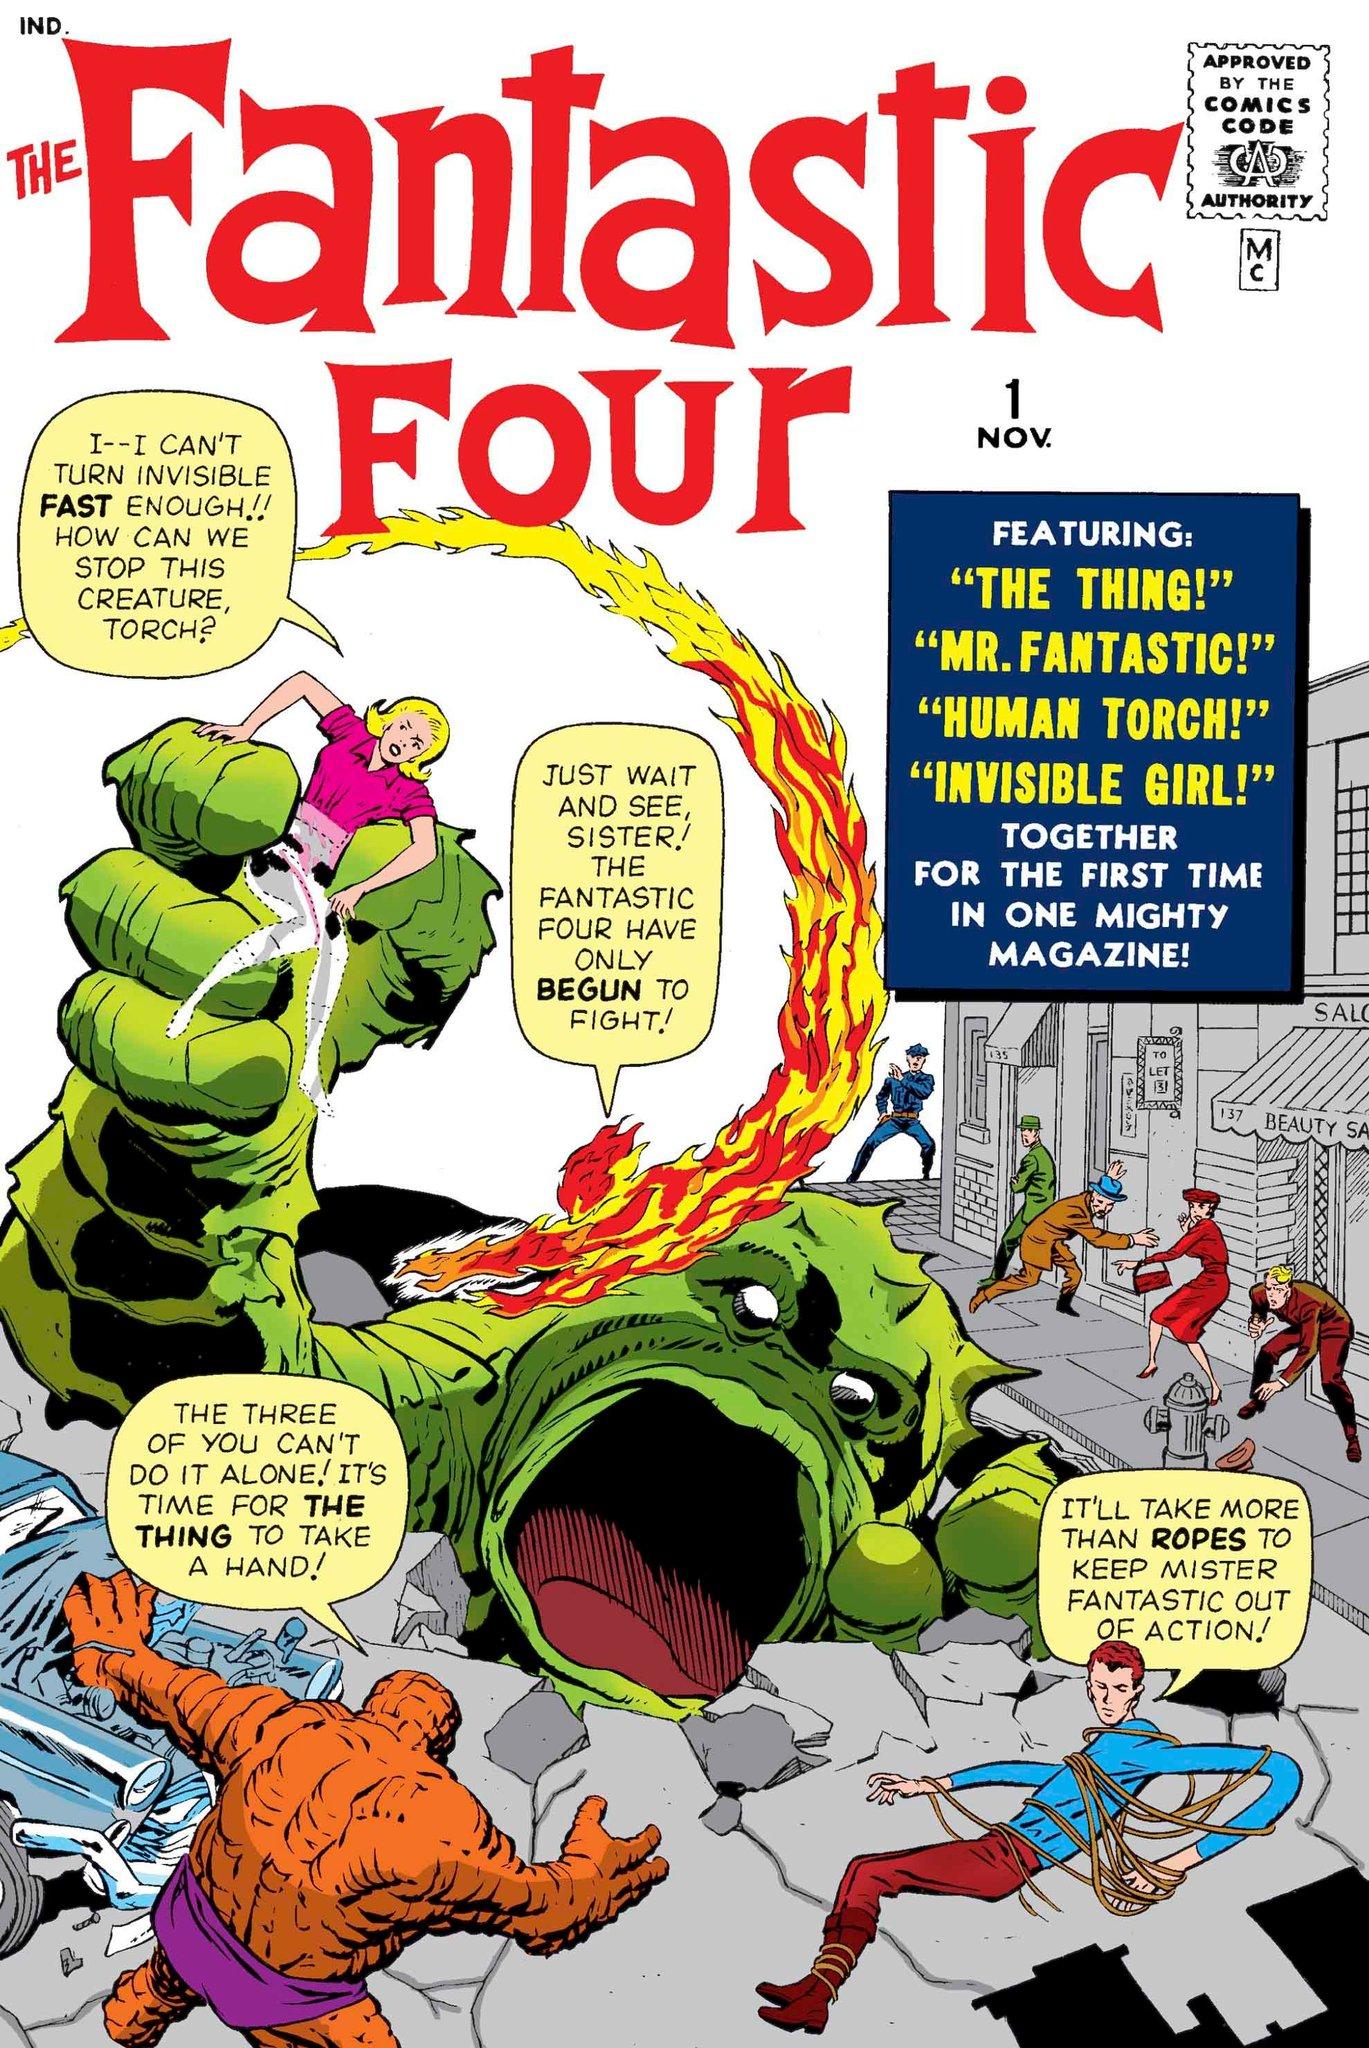 IND.
THE
Fantastic
Four
APPROVED
BY THE
COMICS
CODE
CAO
AUTHORITY
M
C
1
NOV.
I--I CAN'T
TURN INVISIBLE
FAST ENOUGH!!
HOW CAN WE
STOP THIS
CREATURE,
TORCH?
FEATURING:
"THE THING!"
"MR. FANTASTIC!"
"HUMAN TORCH!"
"INVISIBLE GIRL!"
TOGETHER
FOR THE FIRST TIME
IN ONE MIGHTY
MAGAZINE!
JUST WAIT
AND SEE,
SISTER!
THE
FANTASTIC
FOUR HAVE
ONLY
BEGUN TO
FIGHT!
SALO
135
TO
LET
137
BEAUTY SA
THE THREE
OF YOU CAN'T
DO IT ALONE! IT'S
TIME FOR THE
THING TO TAKE
A HAND!
IT'LL TAKE MORE
THAN ROPES TO
KEEP MISTER
FANTASTIC OUT
OF ACTION!